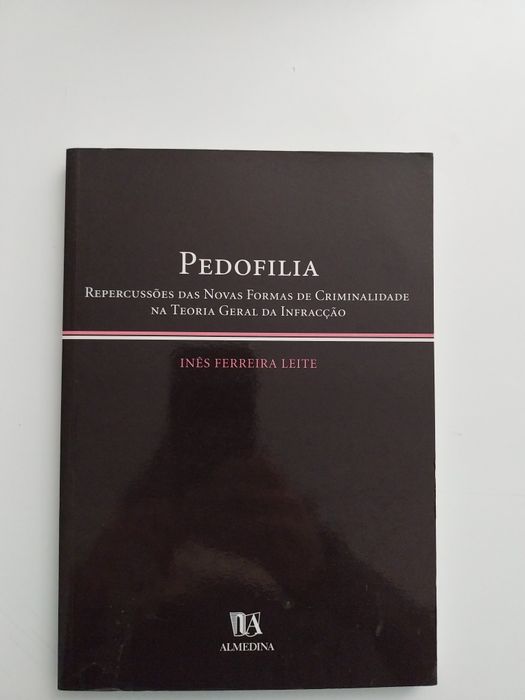 PEDOFILIA
REPERCUSSÕES DAS NOVAS FORMAS DE CRIMINALIDADE
NA TEORIA GERAL DA INFRACÇÃO
INÊS FERREIRA LEITE
ALMEDINA